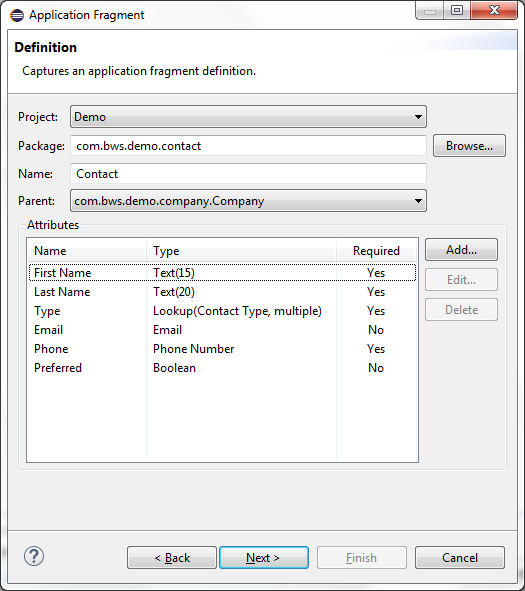 Application Fragment
Definition
Captures an application fragment definition.
Project: Demo
Package: com.bws.demo.contact Browse...
Name: Contact
Parent: com.bws.demo.company.Company
Attributes
Name Type Required Add...
First Name Text(15) Yes
Last Name Text(20) Yes
Type Lookup(Contact Type, multiple) Yes
Email Email No
Phone Phone Number Yes
Preferred Boolean No
Edit...
Delete
? < Back Next > Finish Cancel